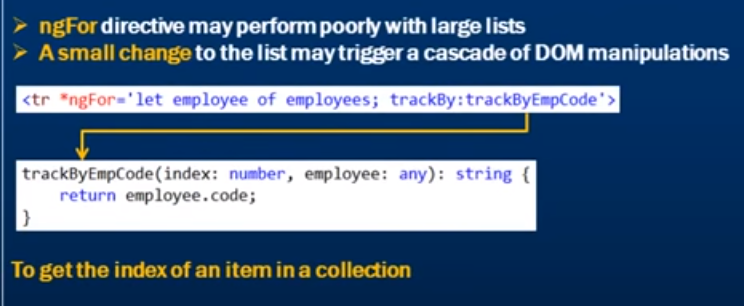 ➢ ngFor directive may perform poorly with large lists
➢ A small change to the list may trigger a cascade of DOM manipulations
<tr *ngFor='let employee of employees; trackBy:trackByEmpCode'>
trackByEmpCode(index: number, employee: any): string {
return employee.code;
}
To get the index of an item in a collection